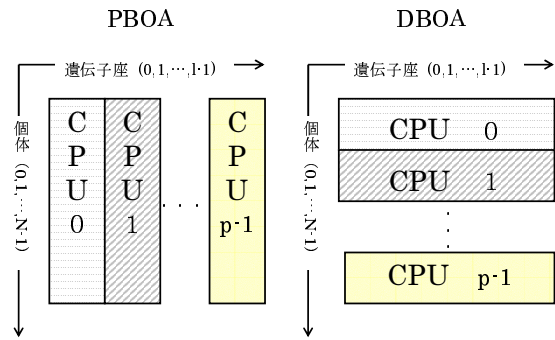 PBOA
遺伝子座 (0,1,…,l-1)
個体 (0,1,…,N-1)
CPU 0
CPU 1
. . .
CPU p-1
DBOA
遺伝子座 (0,1,…,l-1)
個体 (0,1,…,N-1)
CPU 0
CPU 1
CPU p-1